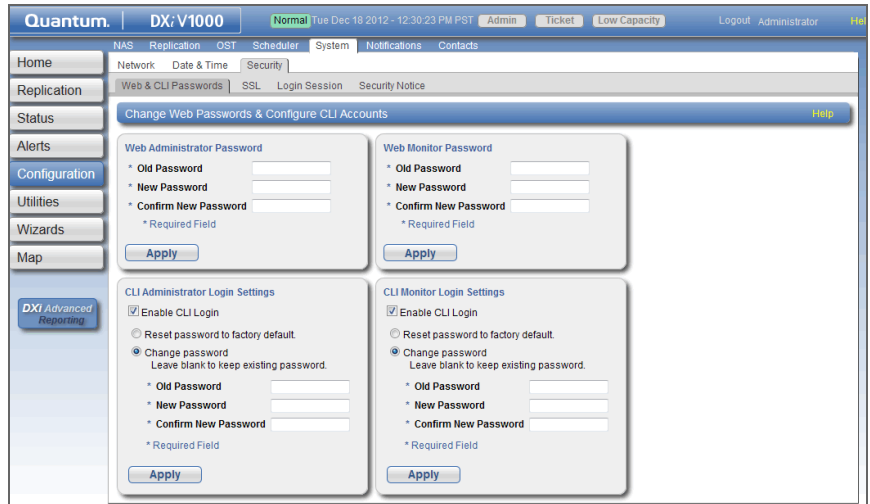 Quantum. DXi V1000 Normal Tue Dec 18 2012 - 12:30:23 PM PST Admin Ticket Low Capacity Logout Administrator Hel
NAS Replication OST Scheduler System Notifications Contacts
Network Date & Time Security
Web & CLI Passwords SSL Login Session Security Notice
Home
Replication
Status
Alerts
Configuration
Utilities
Wizards
Map
DXi Advanced
Reporting
Change Web Passwords & Configure CLI Accounts Help
Web Administrator Password
* Old Password
* New Password
* Confirm New Password
* Required Field
Apply
Web Monitor Password
* Old Password
* New Password
* Confirm New Password
* Required Field
Apply
CLI Administrator Login Settings
Enable CLI Login
Reset password to factory default.
Change password
Leave blank to keep existing password.
* Old Password
* New Password
* Confirm New Password
* Required Field
Apply
CLI Monitor Login Settings
Enable CLI Login
Reset password to factory default.
Change password
Leave blank to keep existing password.
* Old Password
* New Password
* Confirm New Password
* Required Field
Apply